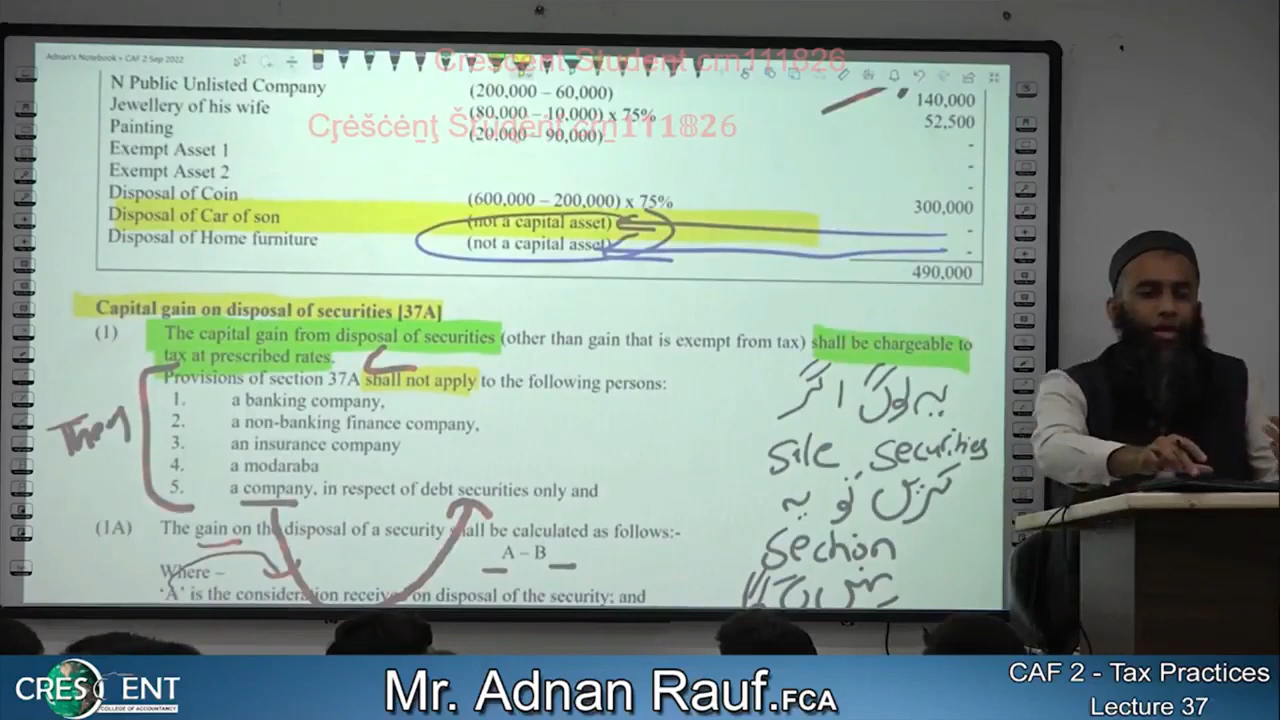 Adnan's Notebook » CAF 2 Sep 2022
Crescent Student cm111826
N Public Unlisted Company (200,000 – 60,000) 140,000
Jewellery of his wife (80,000 – 10,000) x 75% 52,500
Crėščėnţ Student cm111826
Painting (20,000 – 90,000) -
Exempt Asset 1 -
Exempt Asset 2 -
Disposal of Coin (600,000 – 200,000) x 75% 300,000
Disposal of Car of son (not a capital asset) -
Disposal of Home furniture (not a capital asset) -
490,000
Capital gain on disposal of securities [37A]
(1) The capital gain from disposal of securities (other than gain that is exempt from tax) shall be chargeable to
tax at prescribed rates.
Provisions of section 37A shall not apply to the following persons:
1. a banking company,
2. a non-banking finance company,
3. an insurance company
4. a modaraba
5. a company, in respect of debt securities only and
یہ لوگ اگر
sale securities
کریں تو یہ
Section
(1A) The gain on the disposal of a security shall be calculated as follows:-
A – B
Where –
'A' is the consideration received on disposal of the security; and
CRESCENT
COLLEGE OF ACCOUNTANCY
Mr. Adnan Rauf.FCA
CAF 2 - Tax Practices
Lecture 37